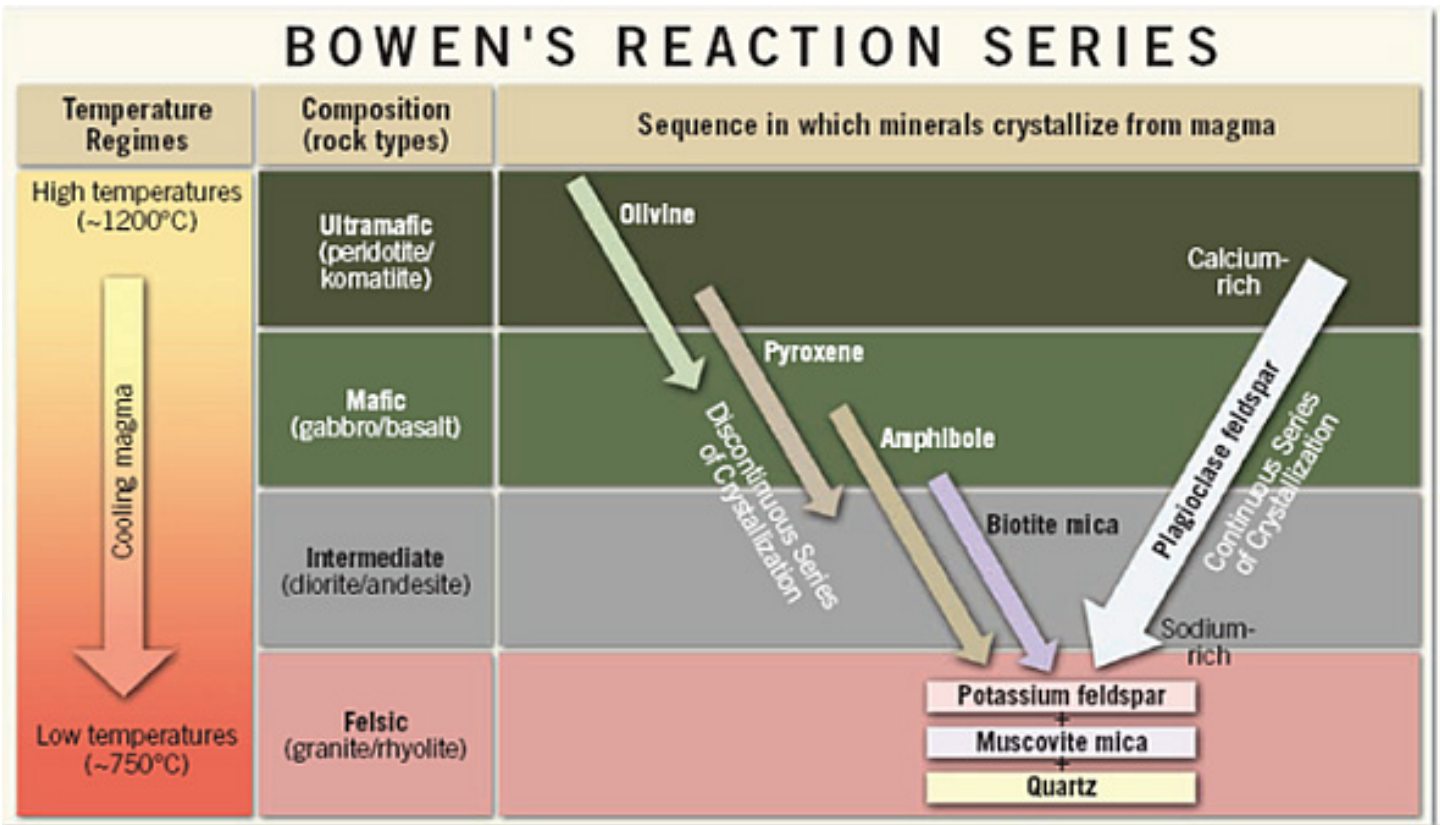 BOWEN'S REACTION SERIES
Temperature
Regimes
Composition
(rock types)
Sequence in which minerals crystallize from magma
High temperatures
(~1200°C)
Cooling magma
Low temperatures
(~750°C)
Ultramafic
(peridotite/
komatiite)
Mafic
(gabbro/basalt)
Intermediate
(diorite/andesite)
Felsic
(granite/rhyolite)
Olivine
Pyroxene
Amphibole
Biotite mica
Discontinuous Series
of Crystallization
Calcium-
rich
Plagioclase feldspar
Continuous Series
of Crystallization
Sodium-
rich
Potassium feldspar
+
Muscovite mica
+
Quartz